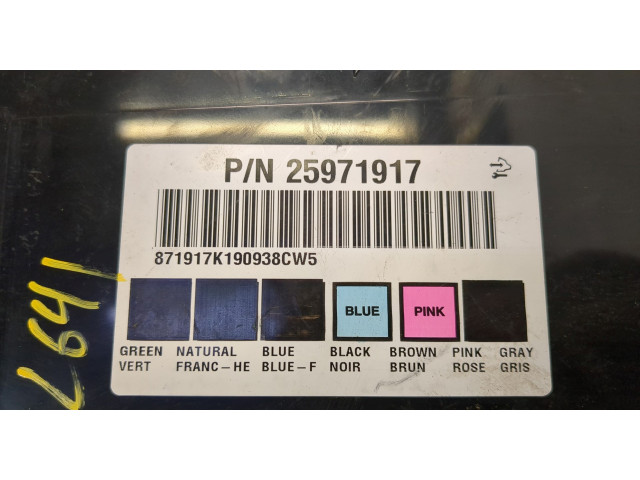 P/N 25971917
871917K190938CW5
BLUE PINK
GREEN NATURAL BLUE BLACK BROWN PINK GRAY
VERT FRANC-HE BLUE-F NOIR BRUN ROSE GRIS
L641